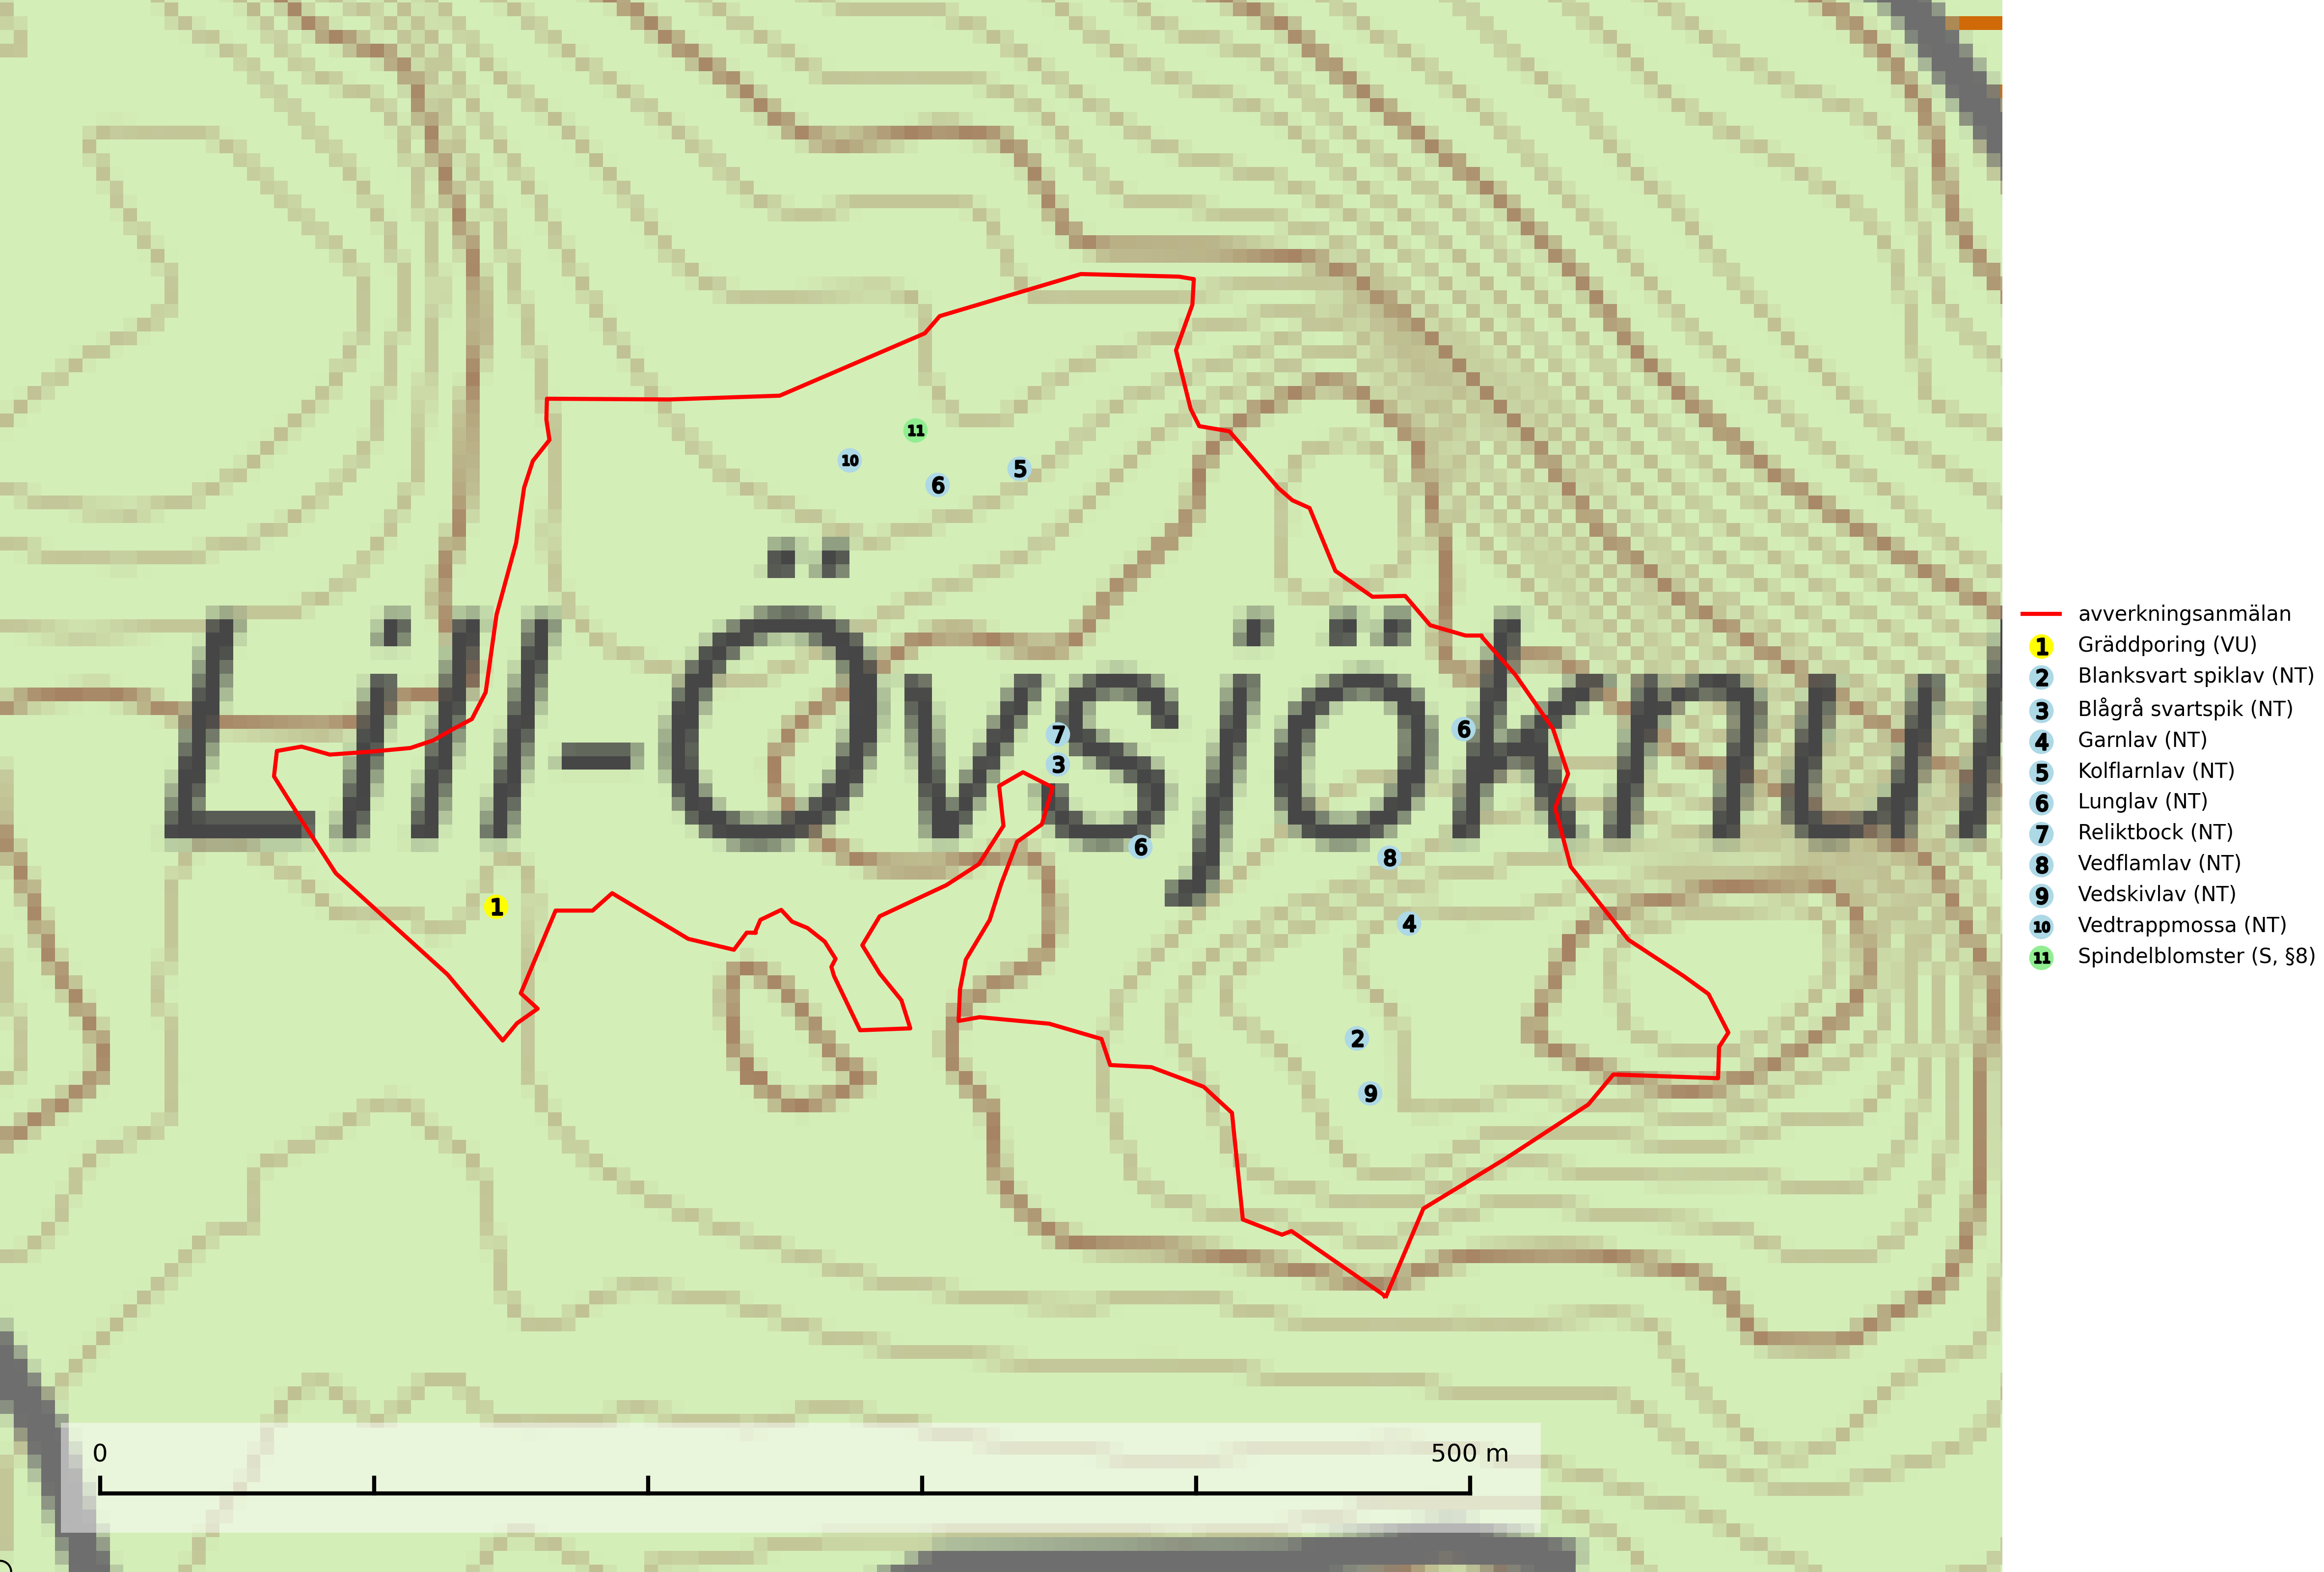 11
10
5
6
Lill-Övsjöknul
7
6
3
6
8
1
4
2
9
avverkningsanmälan
1 Gräddporing (VU)
2 Blanksvart spiklav (NT)
3 Blågrå svartspik (NT)
4 Garnlav (NT)
5 Kolflarnlav (NT)
6 Lunglav (NT)
7 Reliktbock (NT)
8 Vedflamlav (NT)
9 Vedskivlav (NT)
10 Vedtrappmossa (NT)
11 Spindelblomster (S, §8)
0 500 m